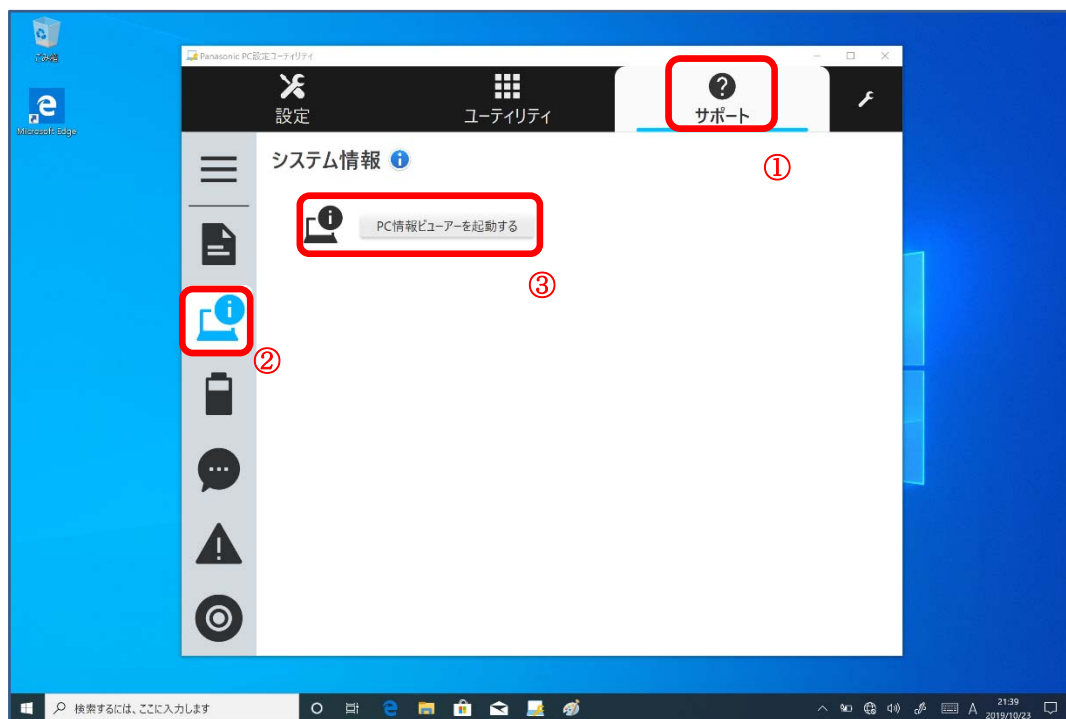 ごみ箱
Microsoft Edge
Panasonic PC設定ユーティリティ
設定
ユーティリティ
サポート
①
システム情報
PC情報ビューアーを起動する
③
②
検索するには、ここに入力します
A
21:39
2019/10/23